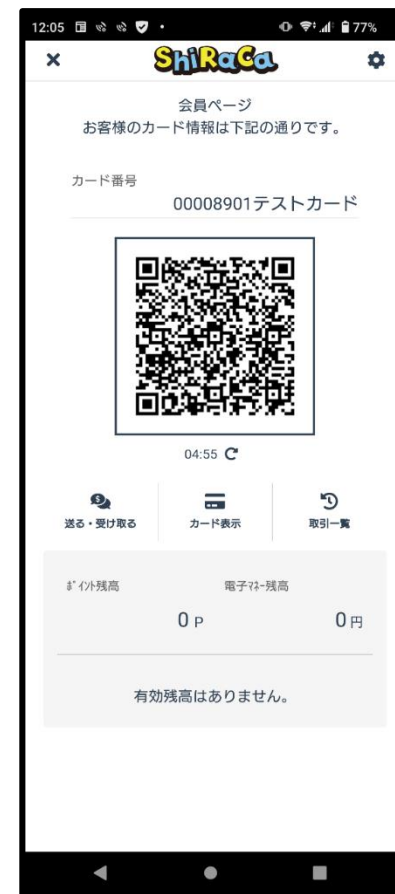 12:05
77%
ShiRaCa
会員ページ
お客様のカード情報は下記の通りです。
カード番号
00008901テストカード
04:55
送る・受け取る
カード表示
取引一覧
ﾎﾟｲﾝﾄ残高
電子ﾏﾈｰ残高
0 P
0 円
有効残高はありません。